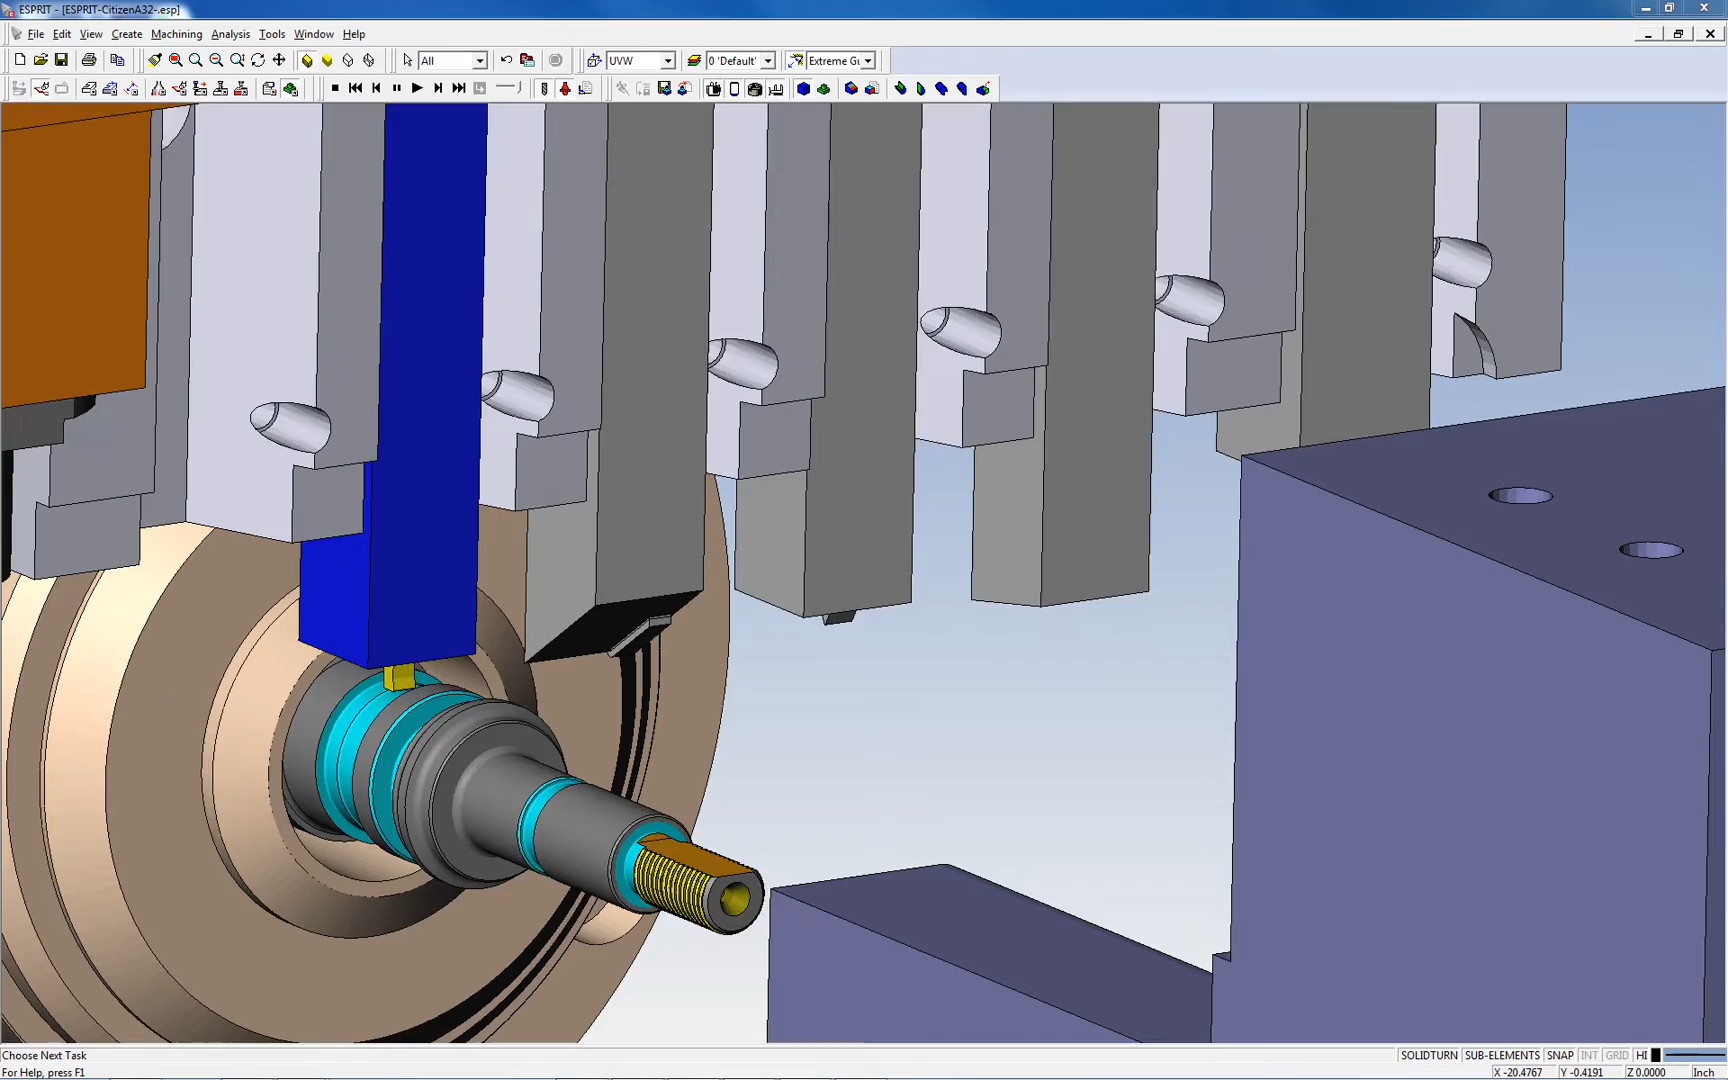 ESPRIT - [ESPRIT-CitizenA32-.esp]
File Edit View Create Machining Analysis Tools Window Help
All UVW 0 'Default' Extreme Gu
Choose Next Task
SOLIDTURN SUB-ELEMENTS SNAP INT GRID HI
For Help, press F1
X -20.4767 Y -0.4191 Z 0.0000 Inch